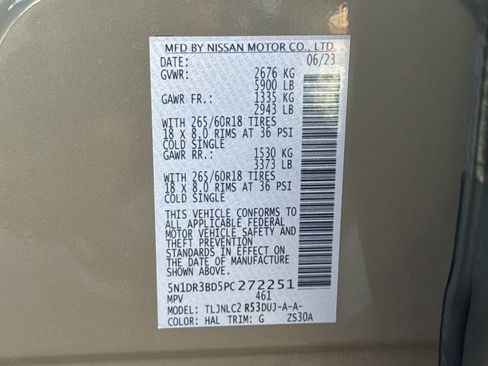 MFD BY NISSAN MOTOR CO., LTD.
DATE: 06/23
GVWR: 2676 KG
5900 LB
GAWR FR.: 1335 KG
2943 LB
WITH 265/60R18 TIRES
18 X 8.0 RIMS AT 36 PSI
COLD SINGLE
GAWR RR.: 1530 KG
3373 LB
WITH 265/60R18 TIRES
18 X 8.0 RIMS AT 36 PSI
COLD SINGLE
THIS VEHICLE CONFORMS TO
ALL APPLICABLE FEDERAL
MOTOR VEHICLE SAFETY
AND THEFT PREVENTION
STANDARDS IN EFFECT ON
THE DATE OF MANUFACTURE
SHOWN ABOVE.
5N1DR3BD5PC272251
MPV 461
MODEL: TLJNLC2 R53DUJ-A-A-
COLOR: HAL TRIM: G ZS30A